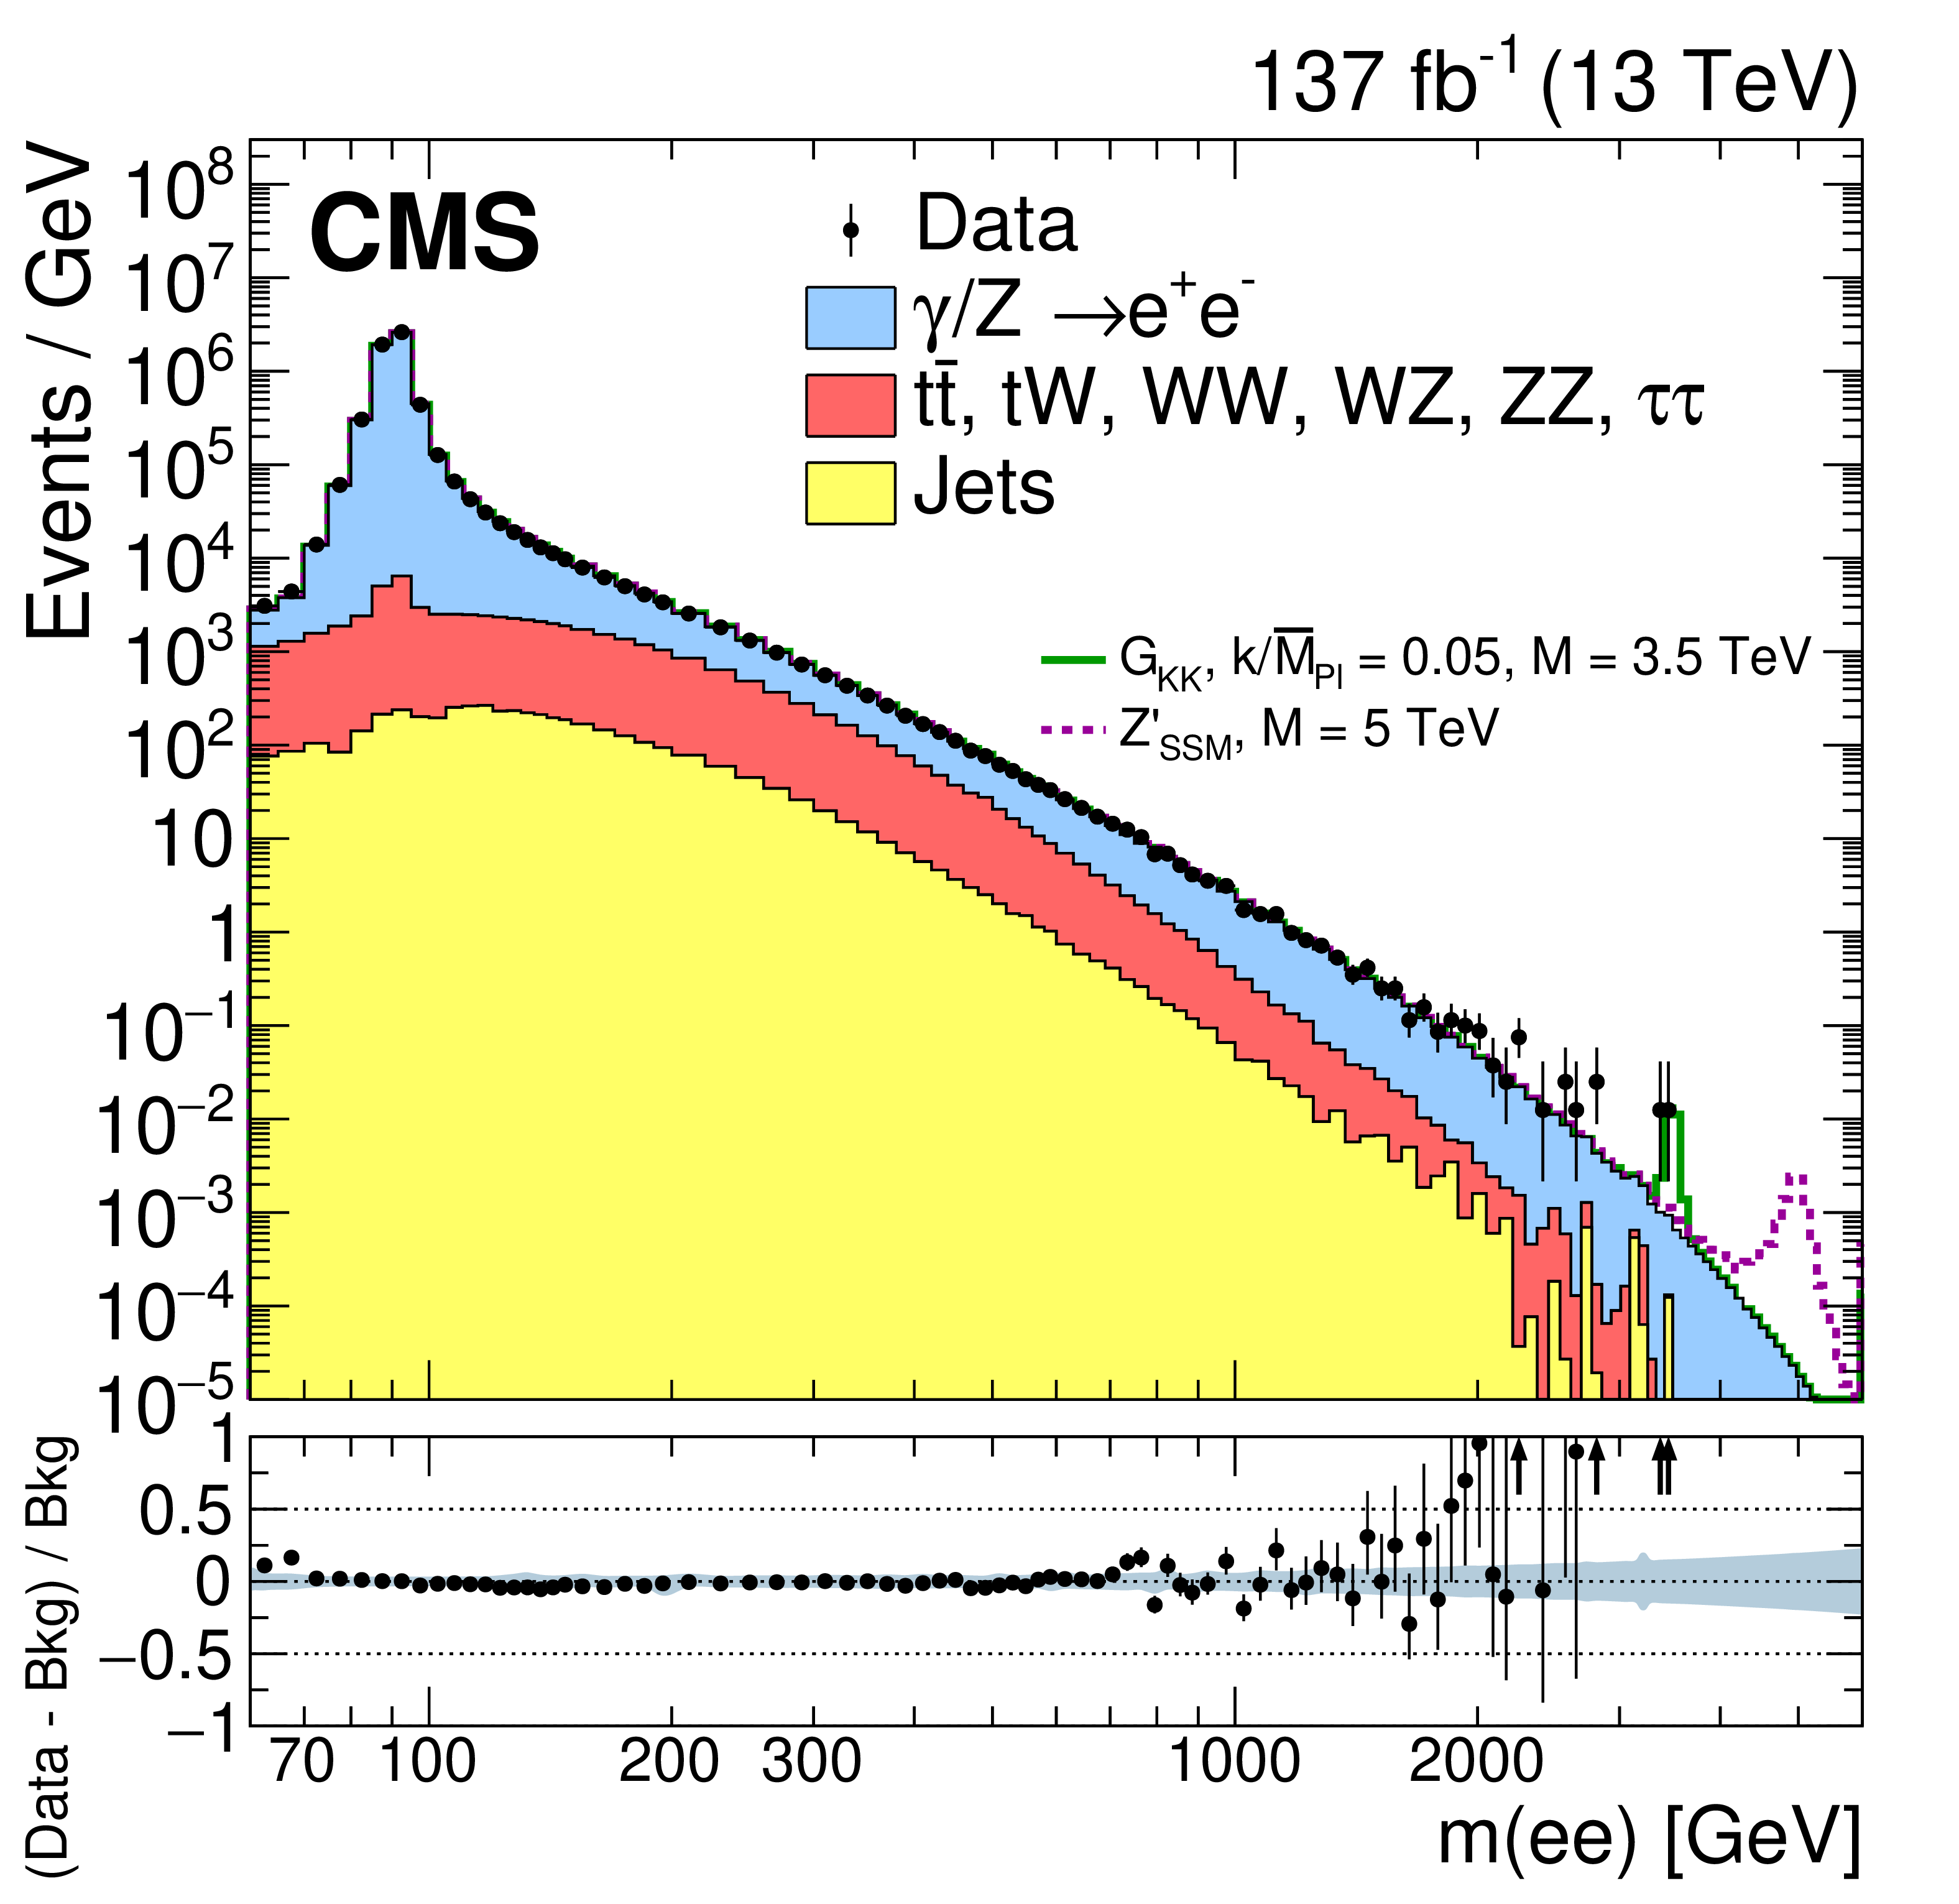 137 fb⁻¹ (13 TeV)
CMS
Events / GeV
10⁸
10⁷
10⁶
10⁵
10⁴
10³
10²
10
1
10⁻¹
10⁻²
10⁻³
10⁻⁴
10⁻⁵
Data
γ/Z →e⁺e⁻
tt̄, tW, WW, WZ, ZZ, ττ
Jets
G_KK, k/M̅_Pl = 0.05, M = 3.5 TeV
Z'_SSM, M = 5 TeV
(Data - Bkg) / Bkg
1
0.5
0
−0.5
−1
70 100 200 300 1000 2000
m(ee) [GeV]